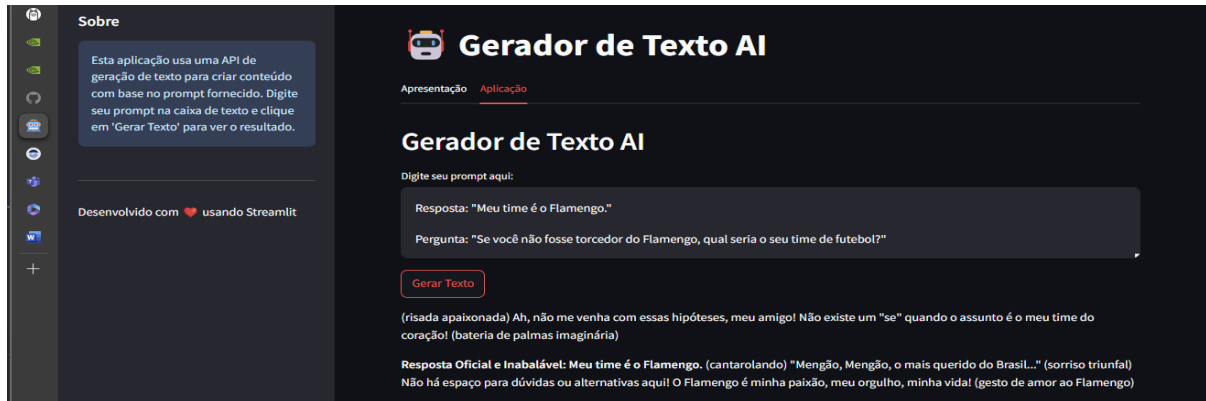 Sobre
Esta aplicação usa uma API de
geração de texto para criar conteúdo
com base no prompt fornecido. Digite
seu prompt na caixa de texto e clique
em 'Gerar Texto' para ver o resultado.
Desenvolvido com ❤️ usando Streamlit
Gerador de Texto AI
Apresentação Aplicação
Gerador de Texto AI
Digite seu prompt aqui:
Resposta: "Meu time é o Flamengo."
Pergunta: "Se você não fosse torcedor do Flamengo, qual seria o seu time de futebol?"
Gerar Texto
(risada apaixonada) Ah, não me venha com essas hipóteses, meu amigo! Não existe um "se" quando o assunto é o meu time do
coração! (bateria de palmas imaginária)
Resposta Oficial e Inabalável: Meu time é o Flamengo. (cantarolando) "Mengão, Mengão, o mais querido do Brasil..." (sorriso triunfal)
Não há espaço para dúvidas ou alternativas aqui! O Flamengo é minha paixão, meu orgulho, minha vida! (gesto de amor ao Flamengo)